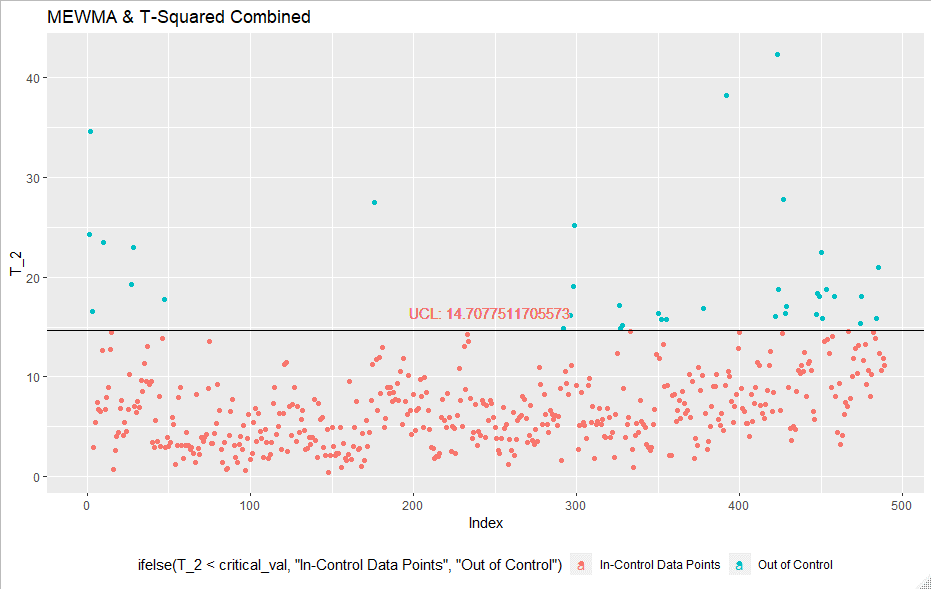 MEWMA & T-Squared Combined
40
30
20
10
0
T_2
UCL: 14.7077511705573
0 100 200 300 400 500
Index
ifelse(T_2 < critical_val, "In-Control Data Points", "Out of Control) a In-Control Data Points a Out of Control